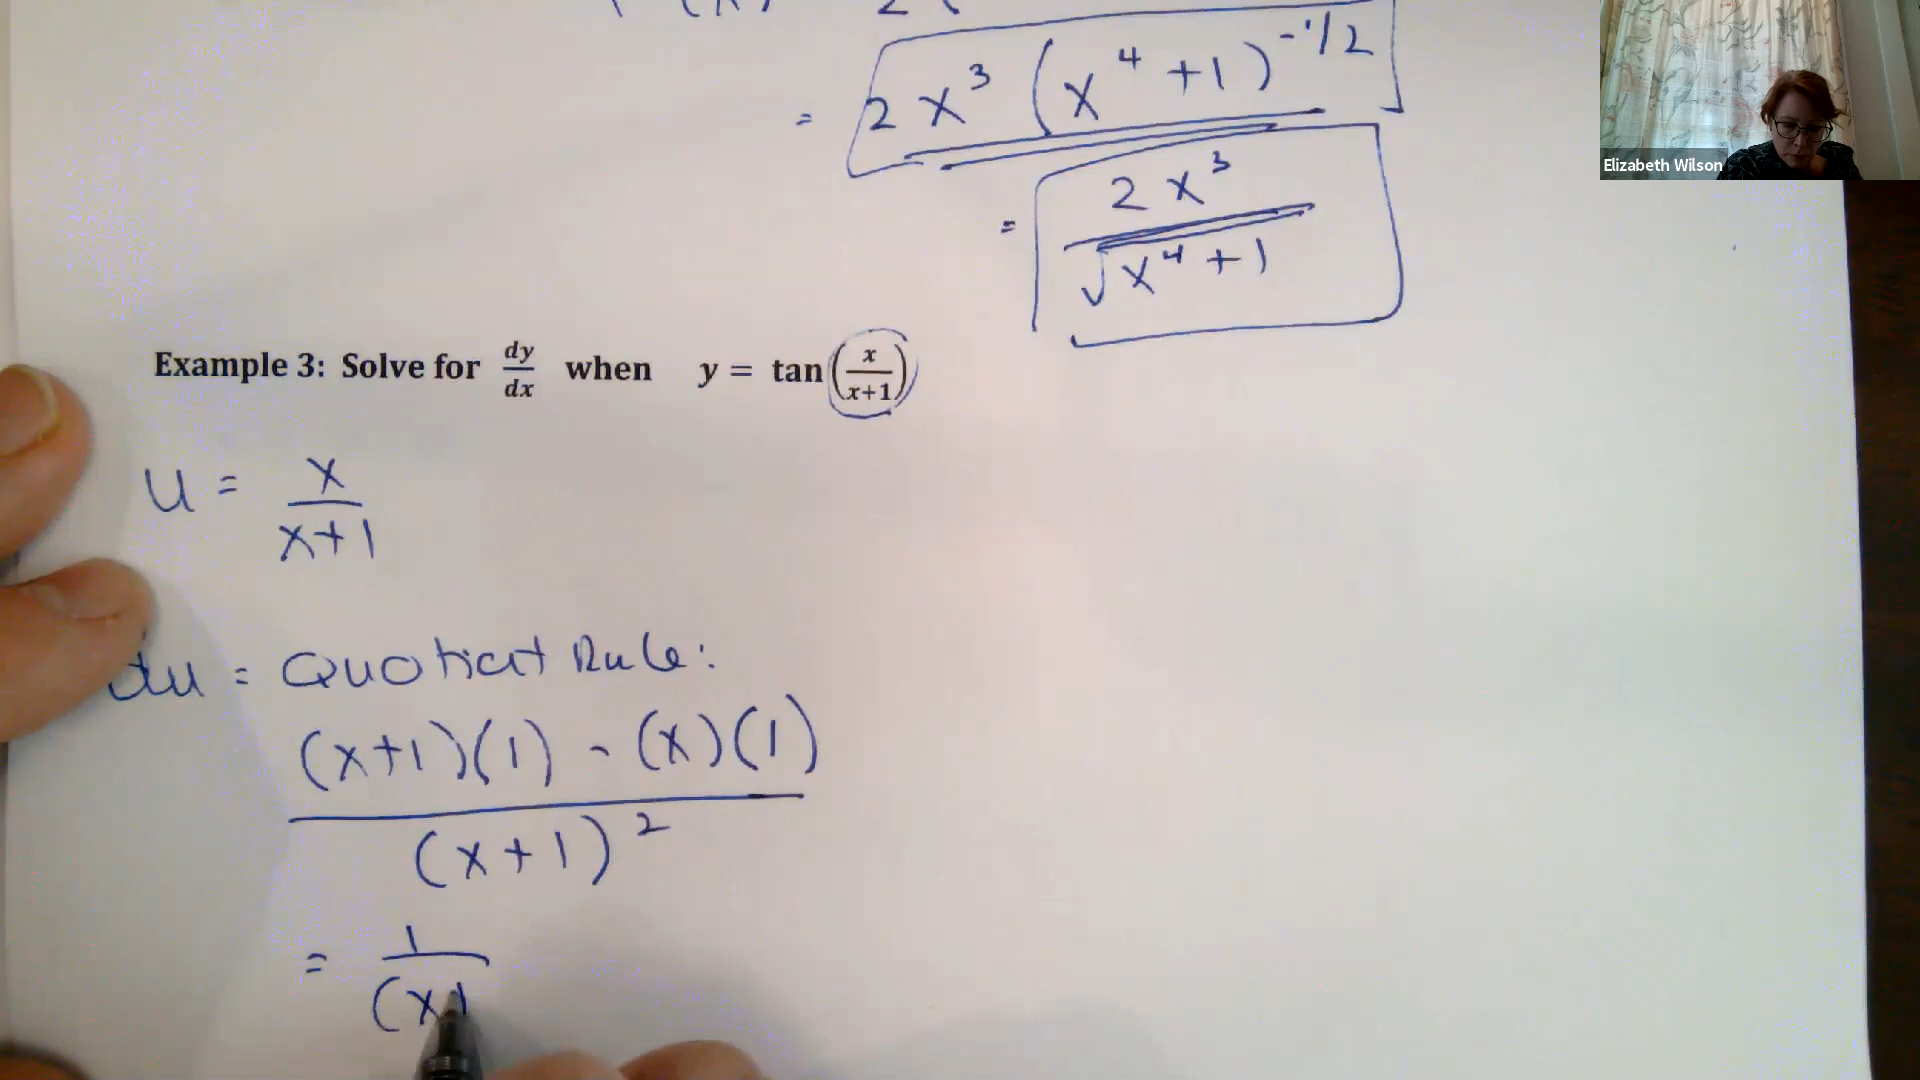 = 2x³ (x⁴ + 1)^-1/2
= 2x³ / √x⁴ + 1
Elizabeth Wilson
Example 3: Solve for dy/dx when y = tan(x/x+1)
u = x / x+1
du = Quotient Rule:
(x+1)(1) - (x)(1)
(x+1)²
= 1
(x+